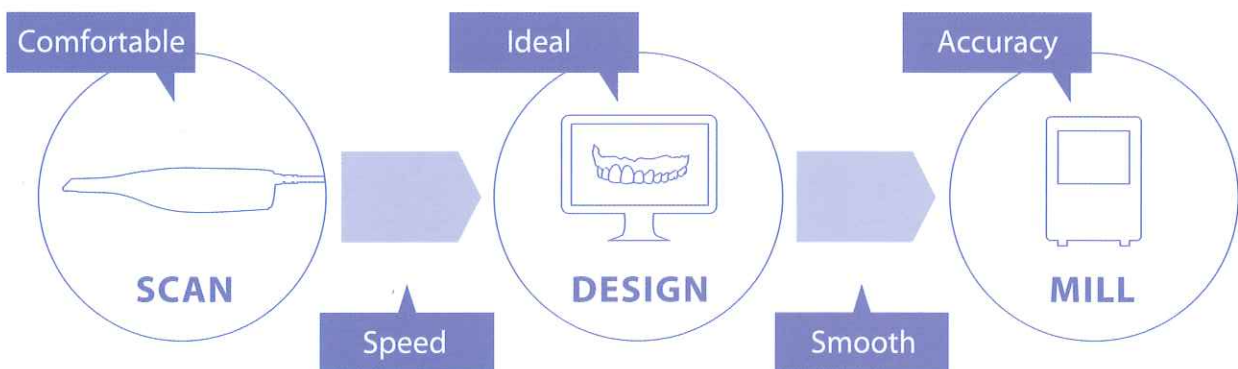 Comfortable
Ideal
Accuracy
SCAN
DESIGN
MILL
Speed
Smooth